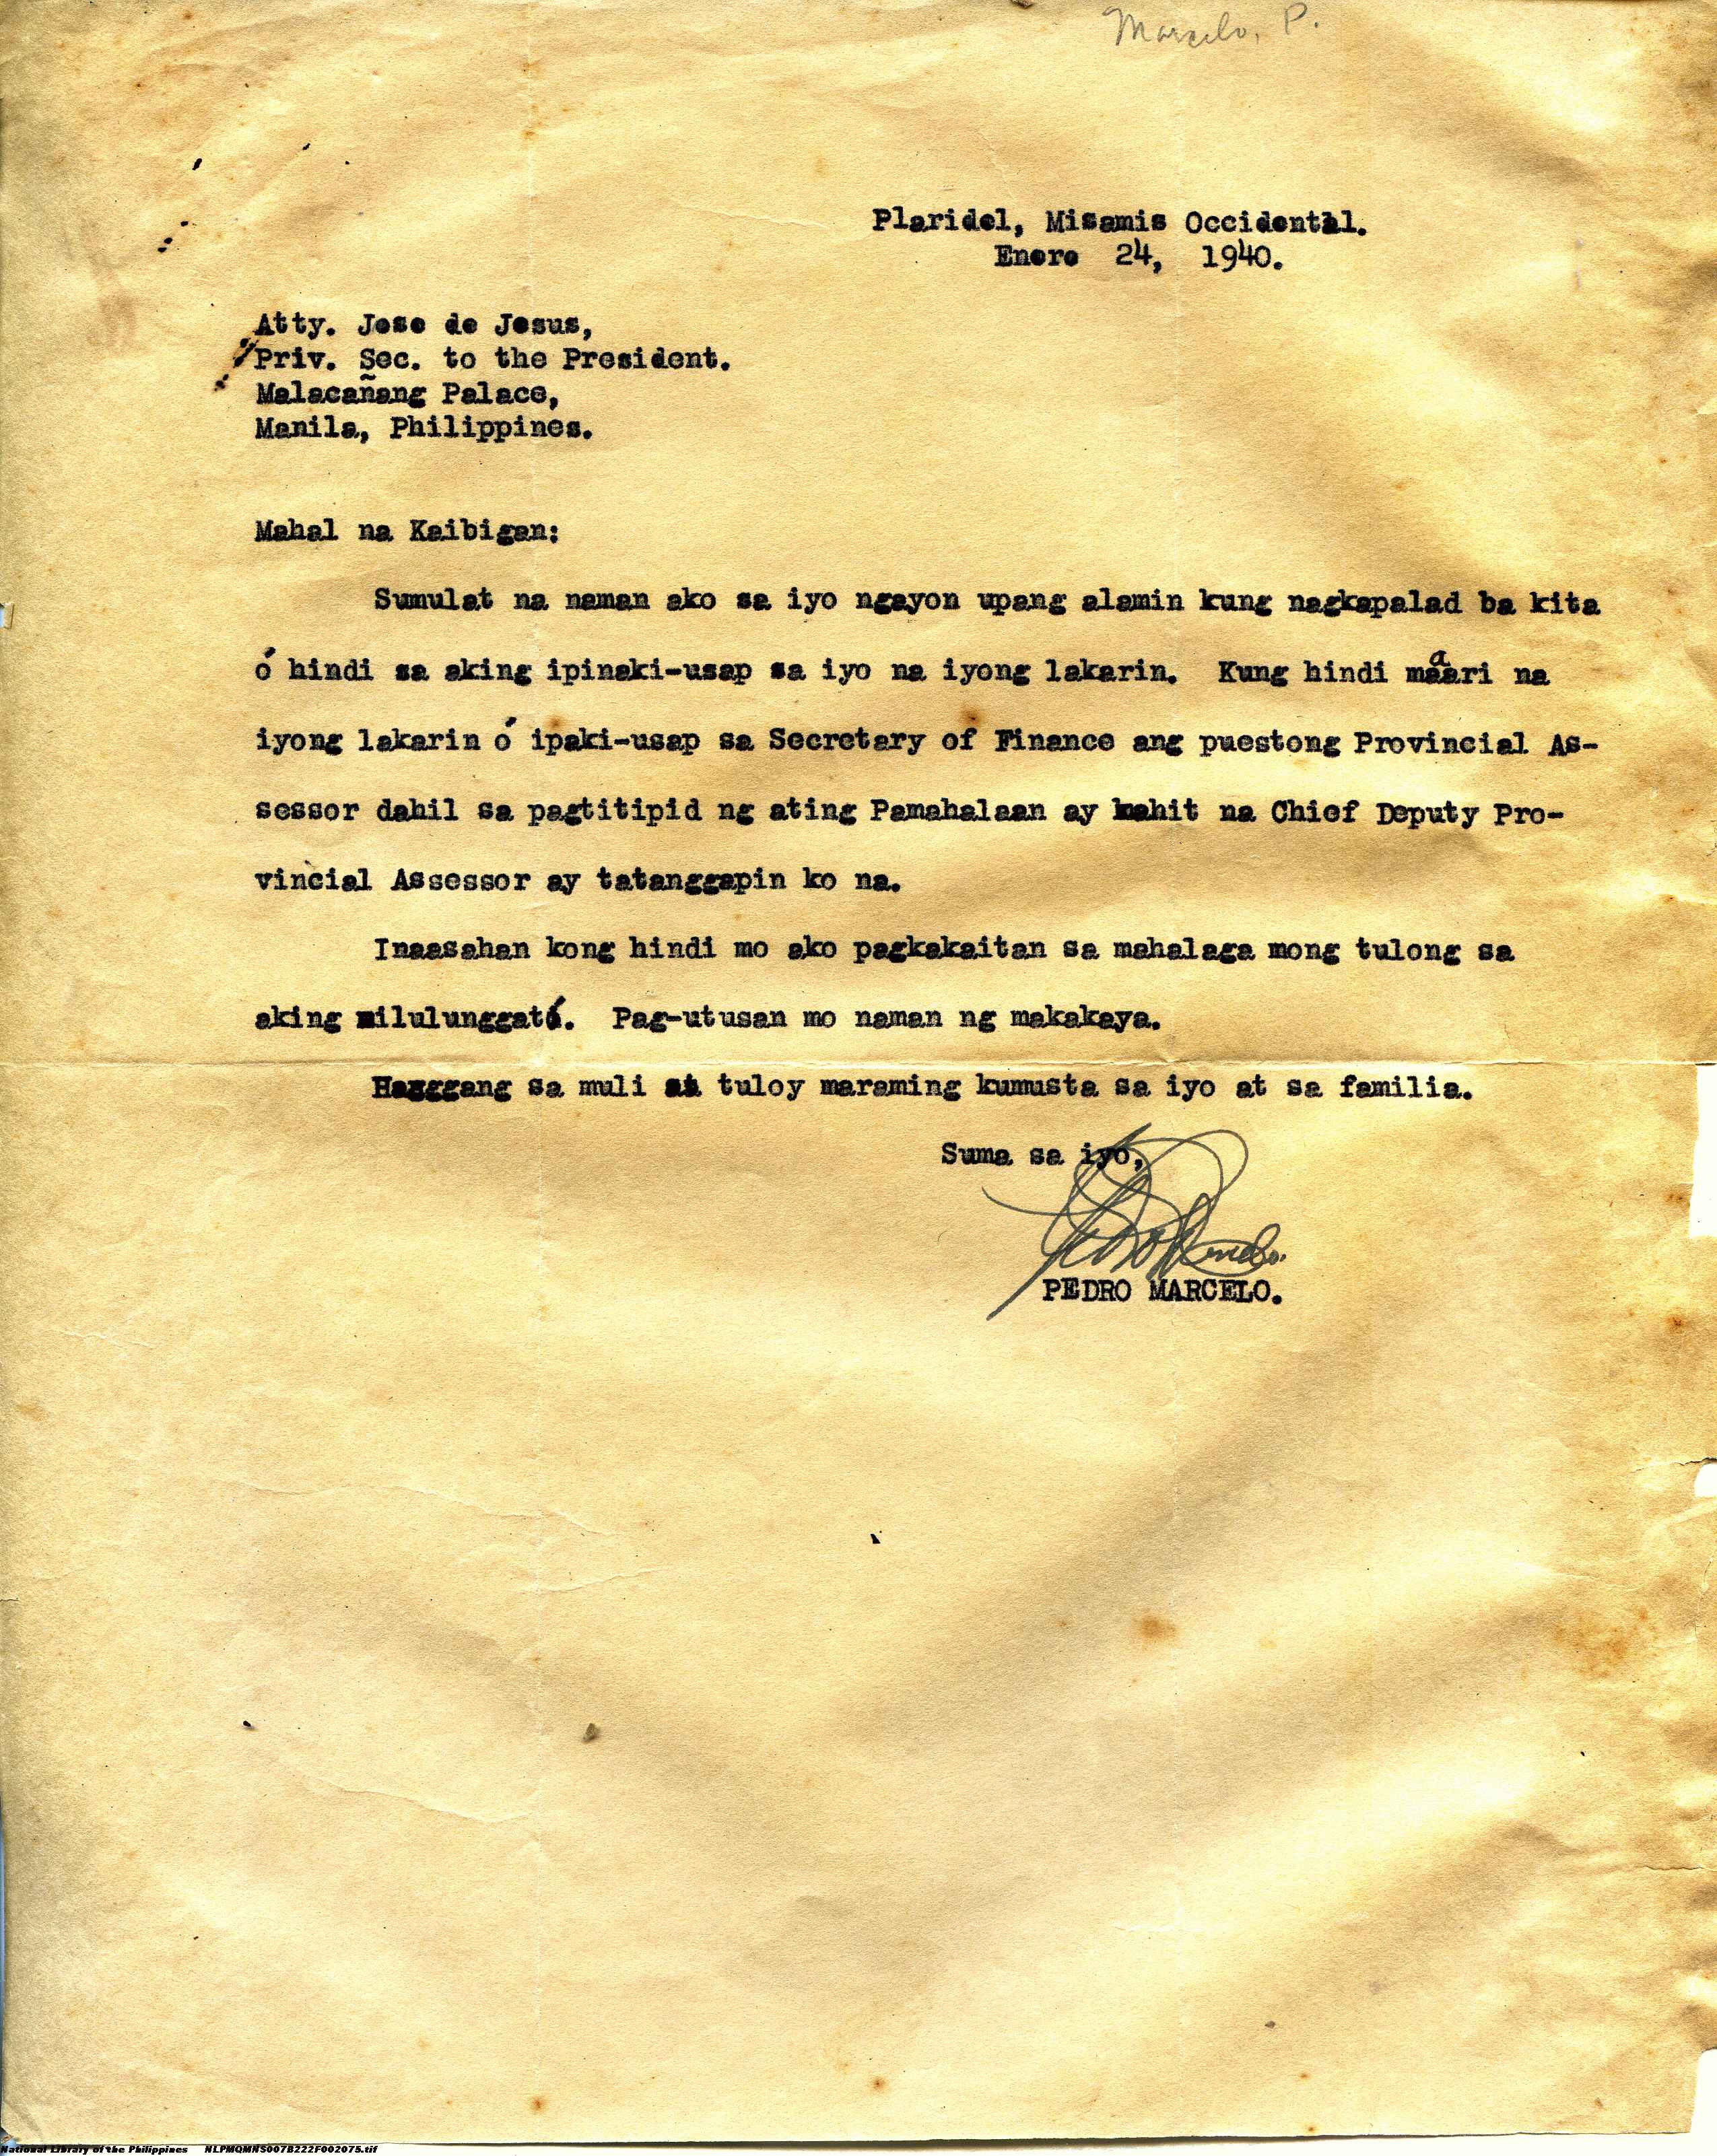 Marcelo, P.
Plaridel, Misamis Occidental.
Enero 24, 1940.
Atty. Jose de Jesus,
Priv. Sec. to the President.
Malacañang Palace,
Manila, Philippines.
Mahal na Kaibigan:
Sumulat na naman ako sa iyo ngayon upang alamin kung nagkapalad ba kita
ó hindi sa aking ipinaki-usap sa iyo na iyong lakarin. Kung hindi maaari na
iyong lakarin ó ipaki-usap sa Secretary of Finance ang puestong Provincial As-
sessor dahil sa pagtitipid ng ating Pamahalaan ay kahit na Chief Deputy Pro-
vincial Assessor ay tatanggapin ko na.
Inaasahan kong hindi mo ako pagkakaitan sa mahalaga mong tulong sa
aking milulunggatá. Pag-utusan mo naman ng makakaya.
Hanggang sa muli at tuloy maraming kumusta sa iyo at sa familia.
Suma sa iyo,
Pedro Marcelo.
PEDRO MARCELO.
National Library of the Philippines NLPMQMNS007B222F002075.tif